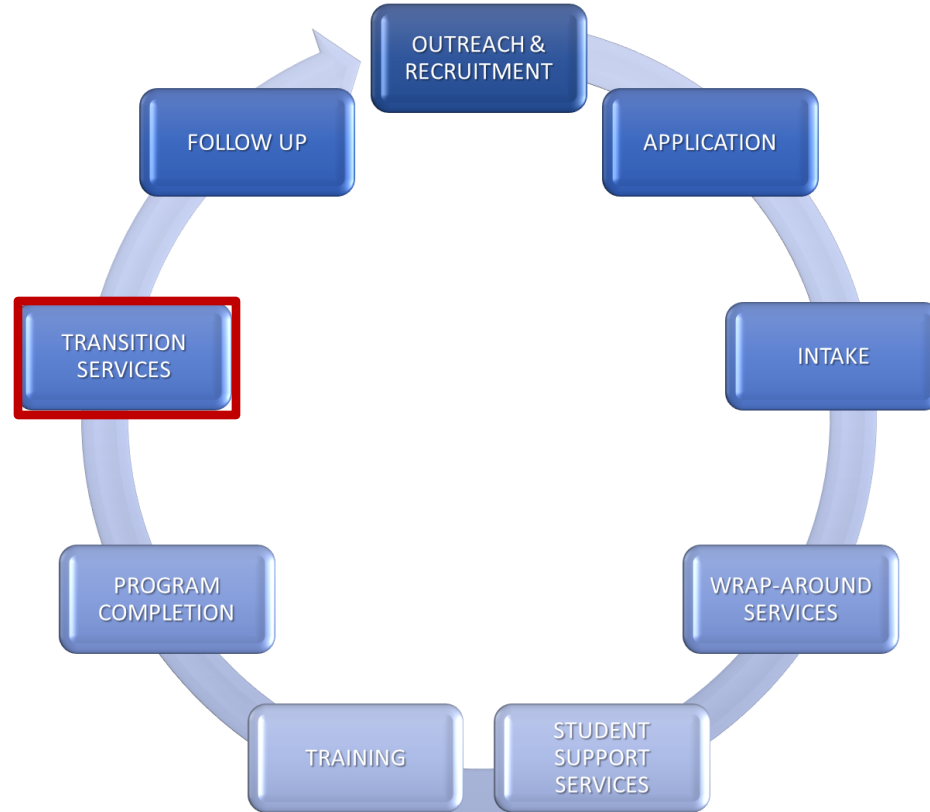 OUTREACH &
RECRUITMENT
APPLICATION
INTAKE
WRAP-AROUND
SERVICES
STUDENT
SUPPORT
SERVICES
TRAINING
PROGRAM
COMPLETION
TRANSITION
SERVICES
FOLLOW UP